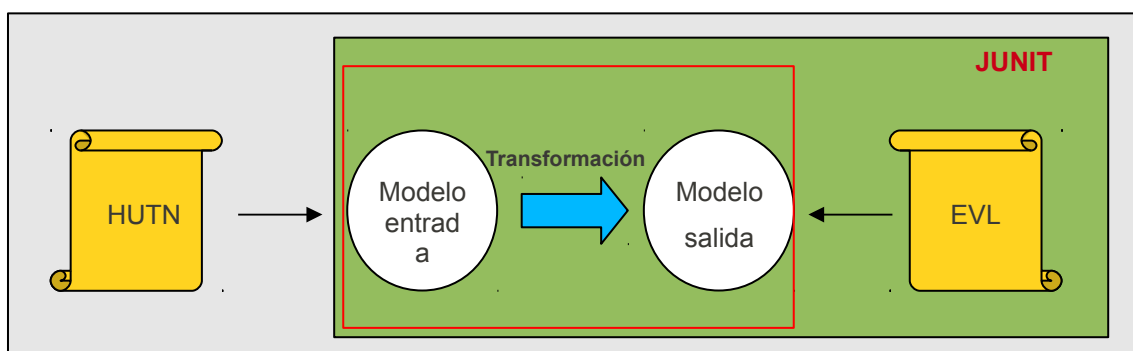 JUNIT
HUTN
Modelo
entrad
a
Transformación
Modelo
salida
EVL